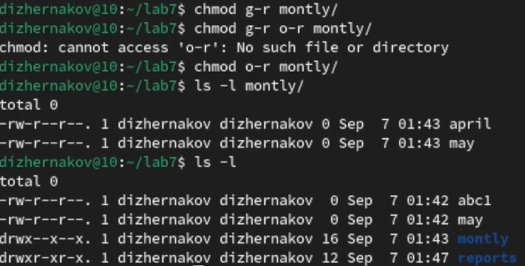 dizhernakov@10:~/lab7$ chmod g-r montly/
dizhernakov@10:~/lab7$ chmod g-r o-r montly/
chmod: cannot access 'o-r': No such file or directory
dizhernakov@10:~/lab7$ chmod o-r montly/
dizhernakov@10:~/lab7$ ls -l montly/
total 0
-rw-r--r--. 1 dizhernakov dizhernakov 0 Sep  7 01:43 april
-rw-r--r--. 1 dizhernakov dizhernakov 0 Sep  7 01:43 may
dizhernakov@10:~/lab7$ ls -l
total 0
-rw-r--r--. 1 dizhernakov dizhernakov  0 Sep  7 01:42 abc1
-rw-r--r--. 1 dizhernakov dizhernakov  0 Sep  7 01:42 may
drwx--x--x. 1 dizhernakov dizhernakov 16 Sep  7 01:43 montly
drwxr-xr-x. 1 dizhernakov dizhernakov 12 Sep  7 01:47 reports